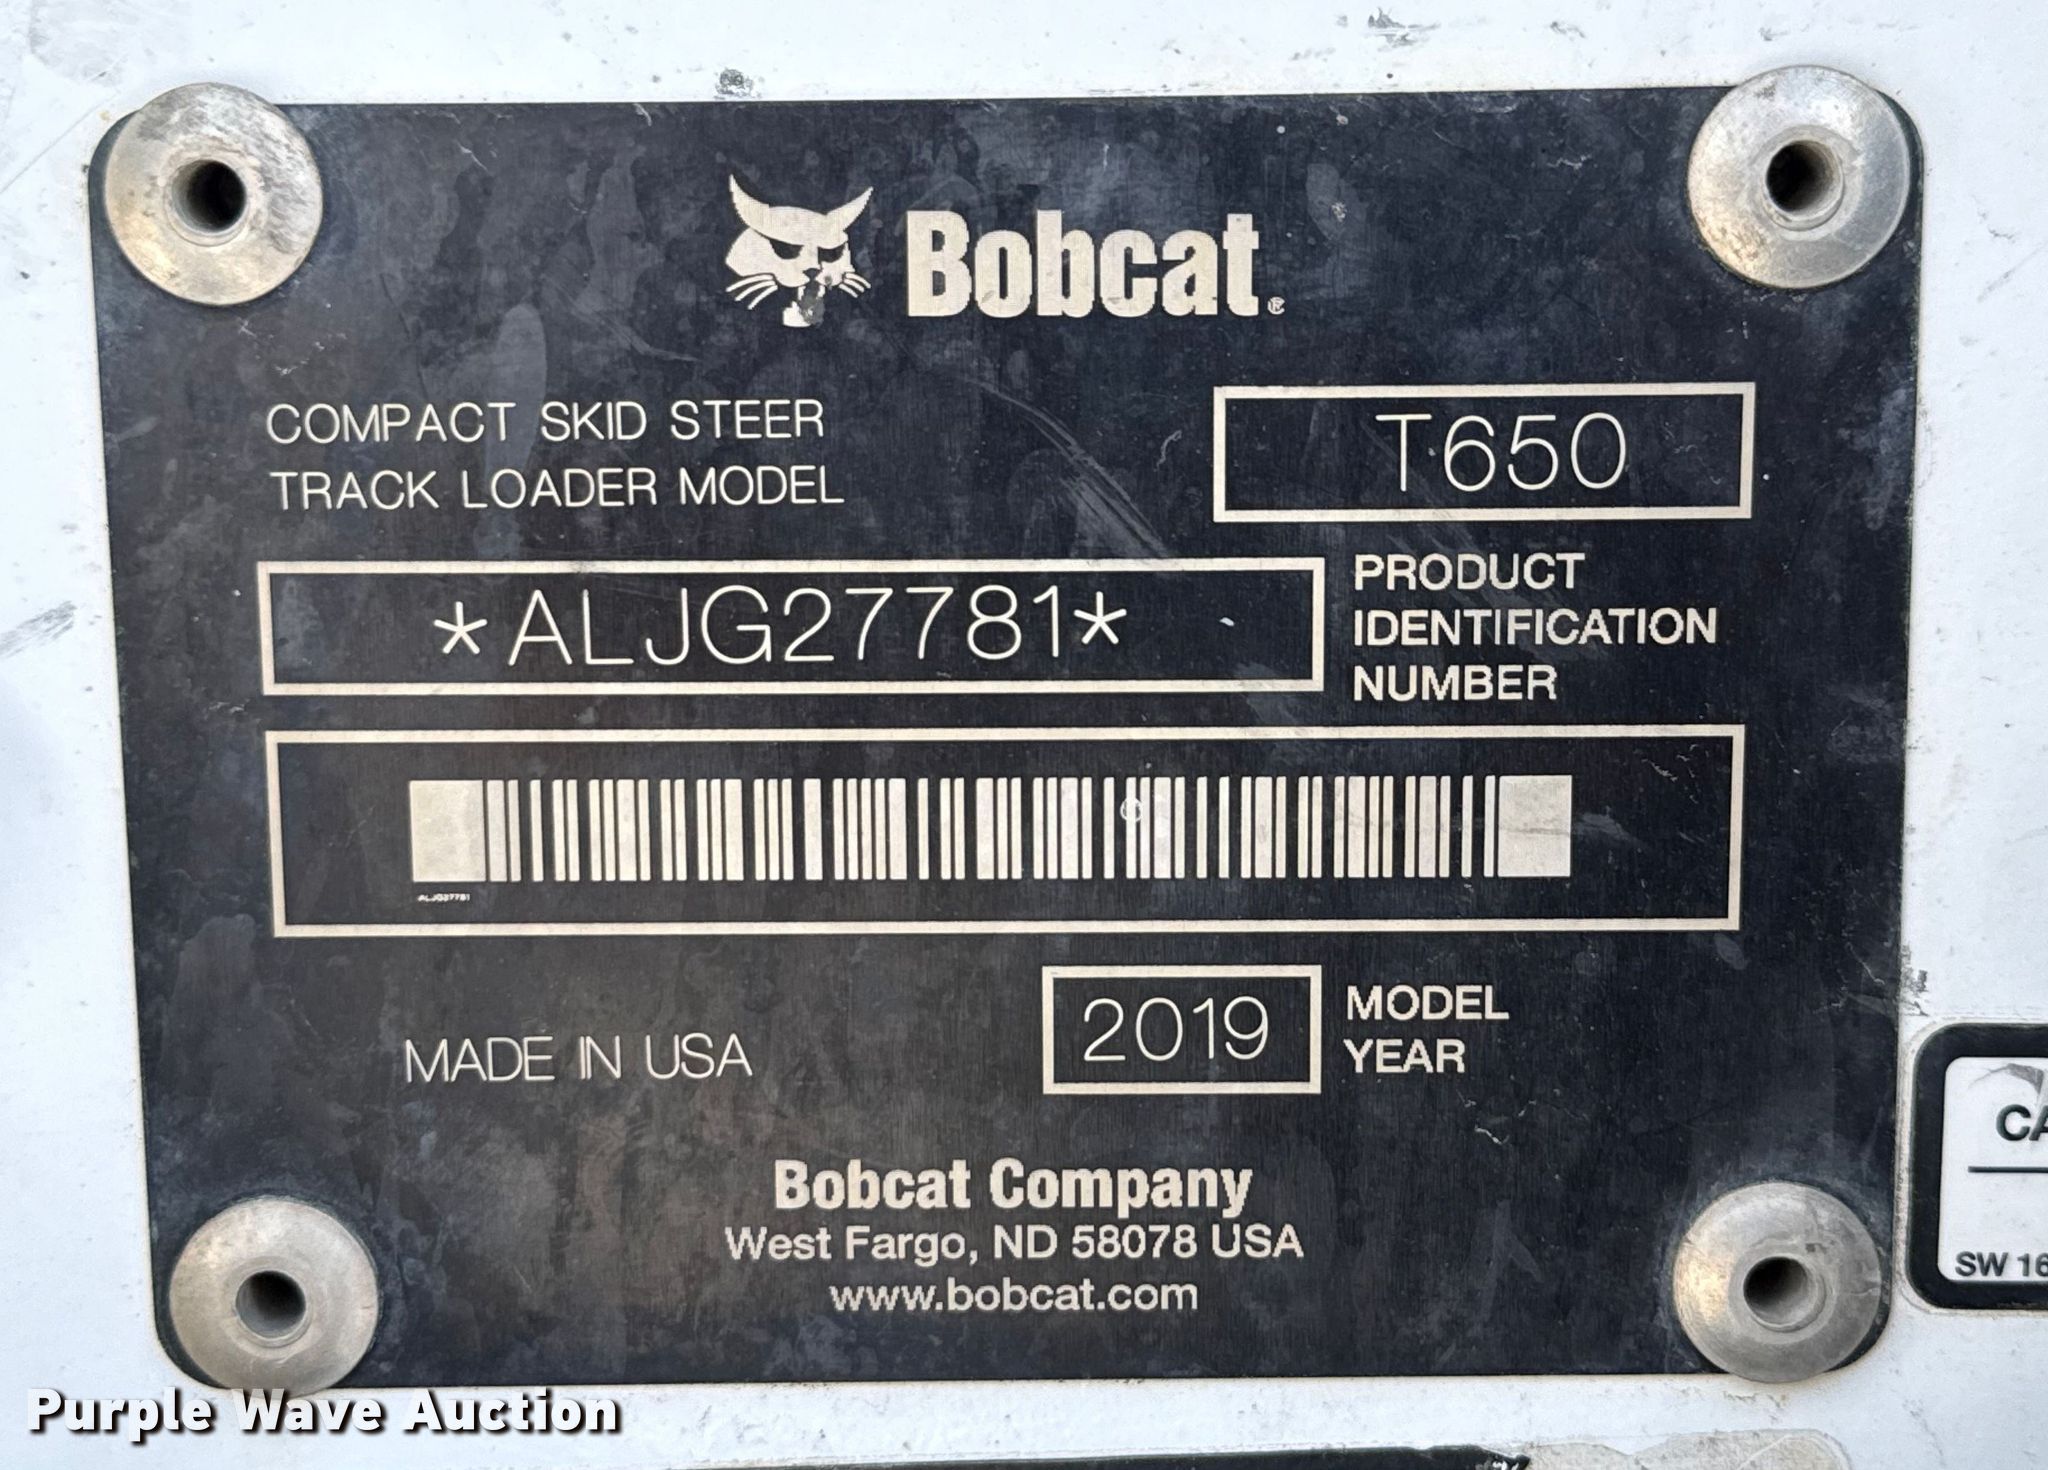 Bobcat®
COMPACT SKID STEER
TRACK LOADER MODEL
T650
*ALJG27781*
PRODUCT
IDENTIFICATION
NUMBER
ALJG27781
MADE IN USA
2019
MODEL
YEAR
Bobcat Company
West Fargo, ND 58078 USA
www.bobcat.com
CA
SW 16
Purple Wave Auction